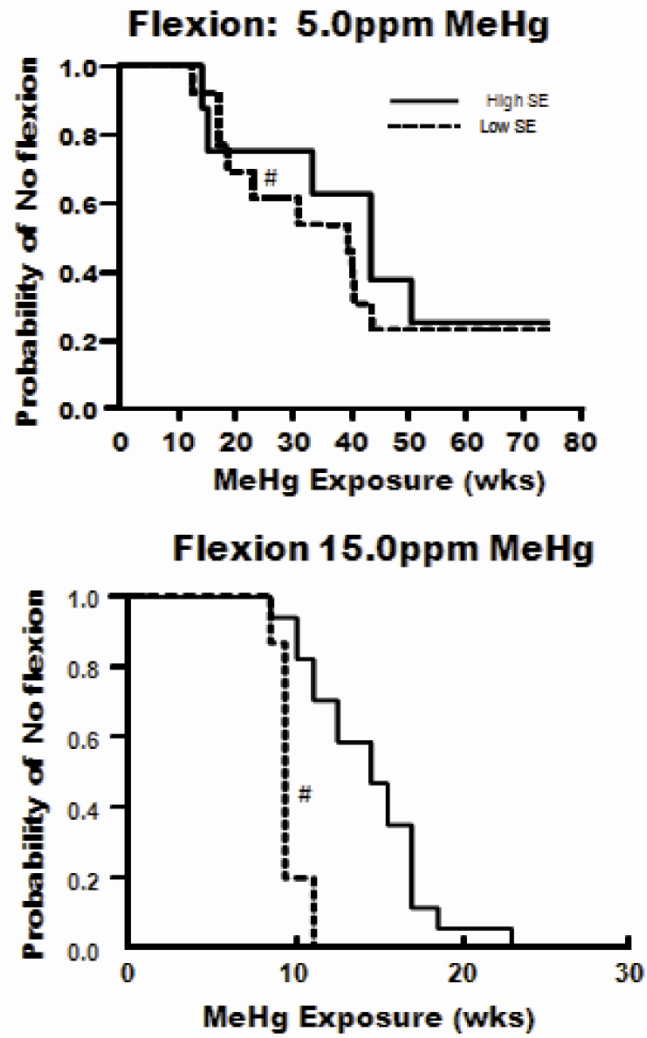 Flexion: 5.0ppm MeHg
Probability of No flexion
1.0
0.8
0.6
0.4
0.2
0.0
High SE
Low SE
#
0 10 20 30 40 50 60 70 80
MeHg Exposure (wks)
Flexion 15.0ppm MeHg
Probability of No flexion
1.0
0.8
0.6
0.4
0.2
0.0
#
0 10 20 30
MeHg Exposure (wks)